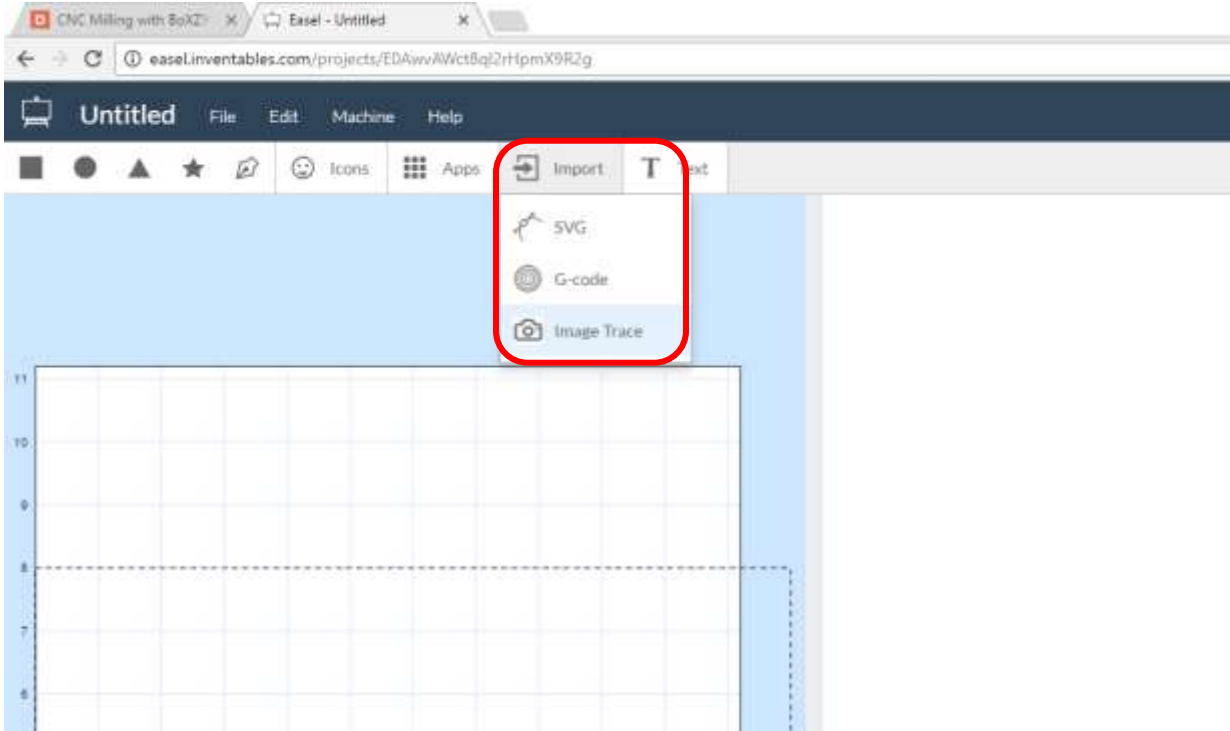 CNC Milling with BoXZY
Easel - Untitled
easel.inventables.com/projects/
Untitled File Edit Machine Help
Icons Apps Import T Text
SVG
G-code
Image Trace
11
10
9
8
7
6